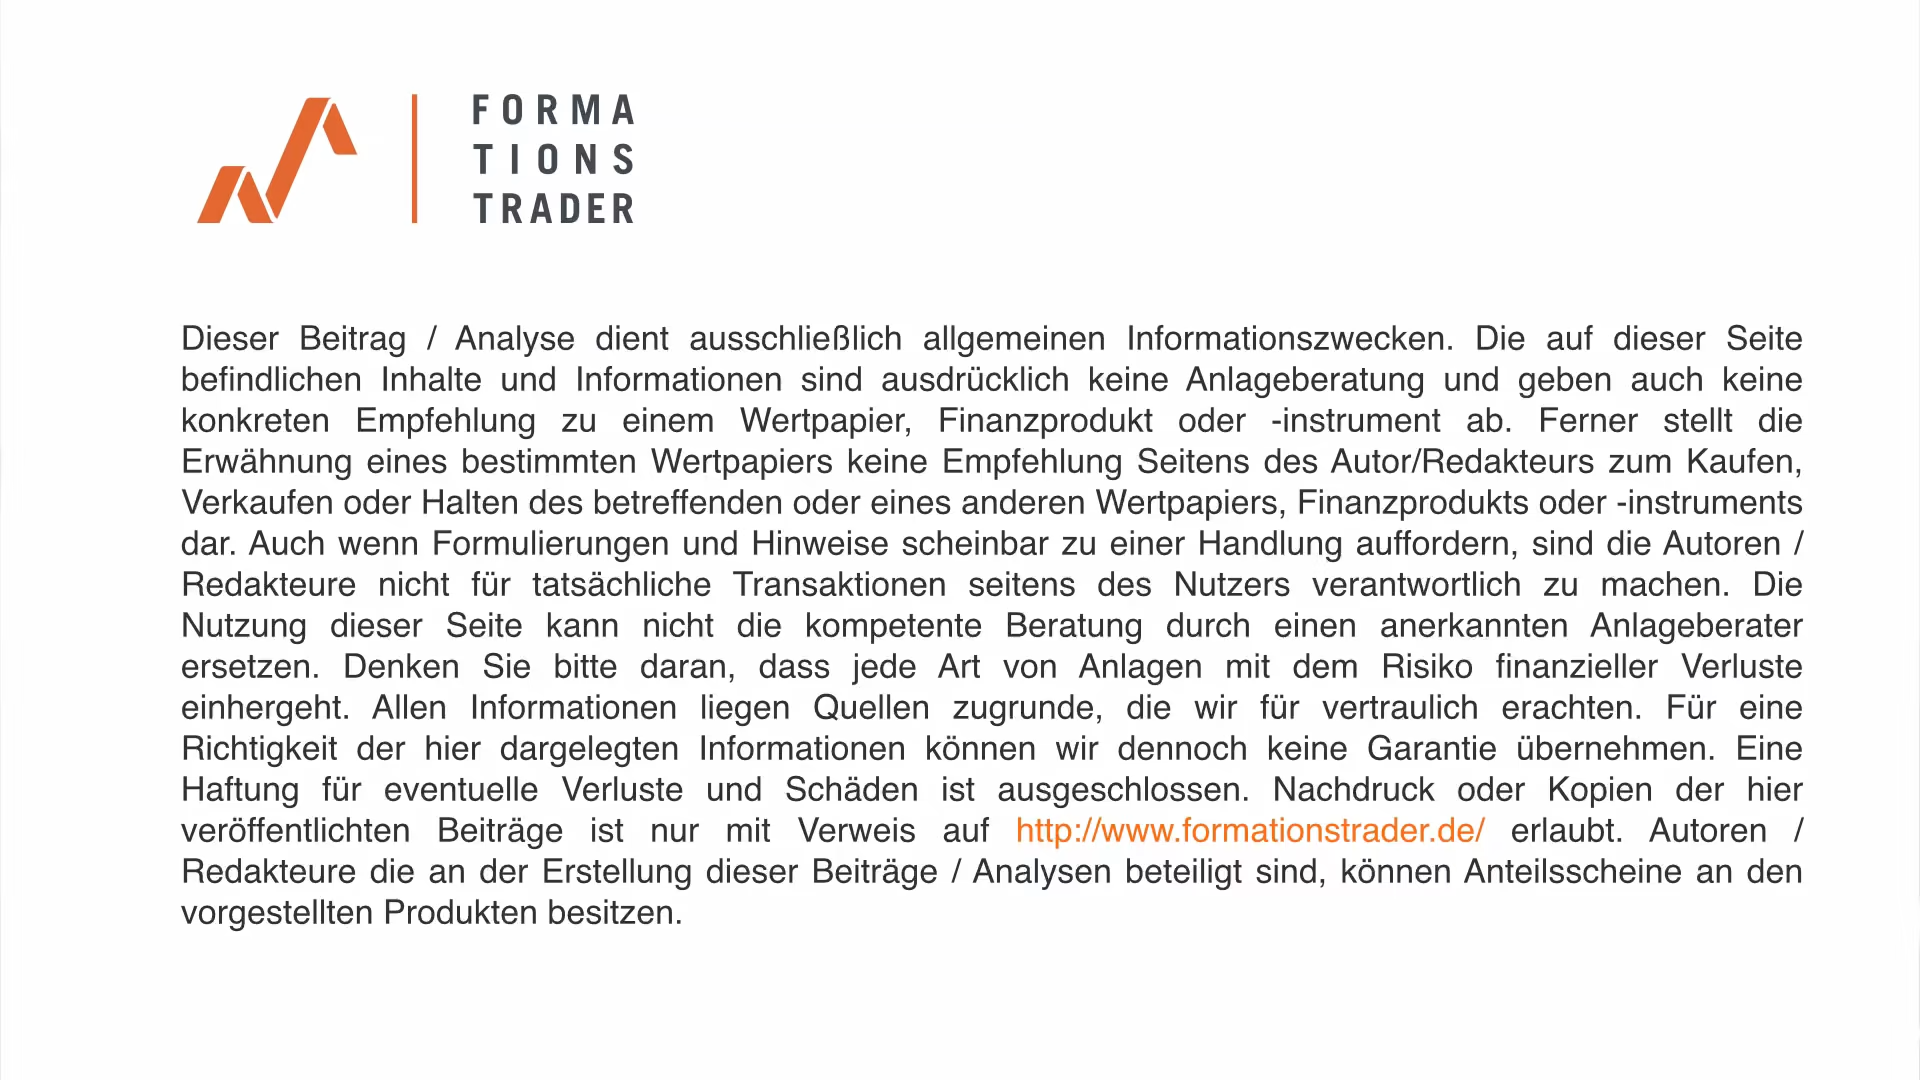 FORMA
TIONS
TRADER
Dieser Beitrag / Analyse dient ausschließlich allgemeinen Informationszwecken. Die auf dieser Seite
befindlichen Inhalte und Informationen sind ausdrücklich keine Anlageberatung und geben auch keine
konkreten Empfehlung zu einem Wertpapier, Finanzprodukt oder -instrument ab. Ferner stellt die
Erwähnung eines bestimmten Wertpapiers keine Empfehlung Seitens des Autor/Redakteurs zum Kaufen,
Verkaufen oder Halten des betreffenden oder eines anderen Wertpapiers, Finanzprodukts oder -instruments
dar. Auch wenn Formulierungen und Hinweise scheinbar zu einer Handlung auffordern, sind die Autoren /
Redakteure nicht für tatsächliche Transaktionen seitens des Nutzers verantwortlich zu machen. Die
Nutzung dieser Seite kann nicht die kompetente Beratung durch einen anerkannten Anlageberater
ersetzen. Denken Sie bitte daran, dass jede Art von Anlagen mit dem Risiko finanzieller Verluste
einhergeht. Allen Informationen liegen Quellen zugrunde, die wir für vertraulich erachten. Für eine
Richtigkeit der hier dargelegten Informationen können wir dennoch keine Garantie übernehmen. Eine
Haftung für eventuelle Verluste und Schäden ist ausgeschlossen. Nachdruck oder Kopien der hier
veröffentlichten Beiträge ist nur mit Verweis auf http://www.formationstrader.de/ erlaubt. Autoren /
Redakteure die an der Erstellung dieser Beiträge / Analysen beteiligt sind, können Anteilsscheine an den
vorgestellten Produkten besitzen.